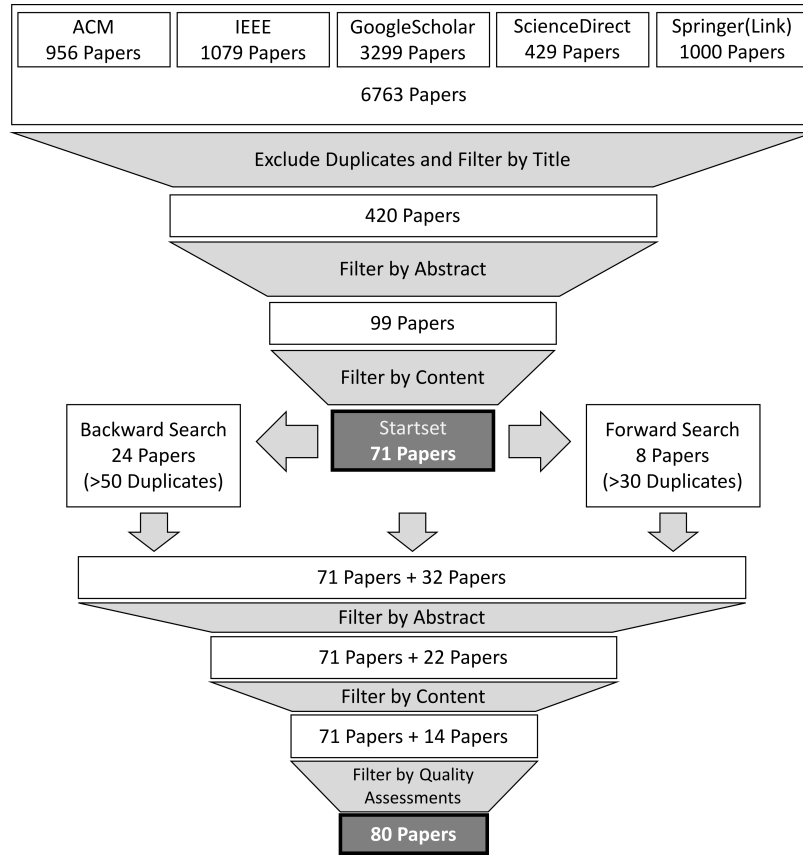 ACM
956 Papers
IEEE
1079 Papers
GoogleScholar
3299 Papers
ScienceDirect
429 Papers
Springer(Link)
1000 Papers
6763 Papers
Exclude Duplicates and Filter by Title
420 Papers
Filter by Abstract
99 Papers
Filter by Content
Startset
71 Papers
Backward Search
24 Papers
(>50 Duplicates)
Forward Search
8 Papers
(>30 Duplicates)
71 Papers + 32 Papers
Filter by Abstract
71 Papers + 22 Papers
Filter by Content
71 Papers + 14 Papers
Filter by Quality
Assessments
80 Papers